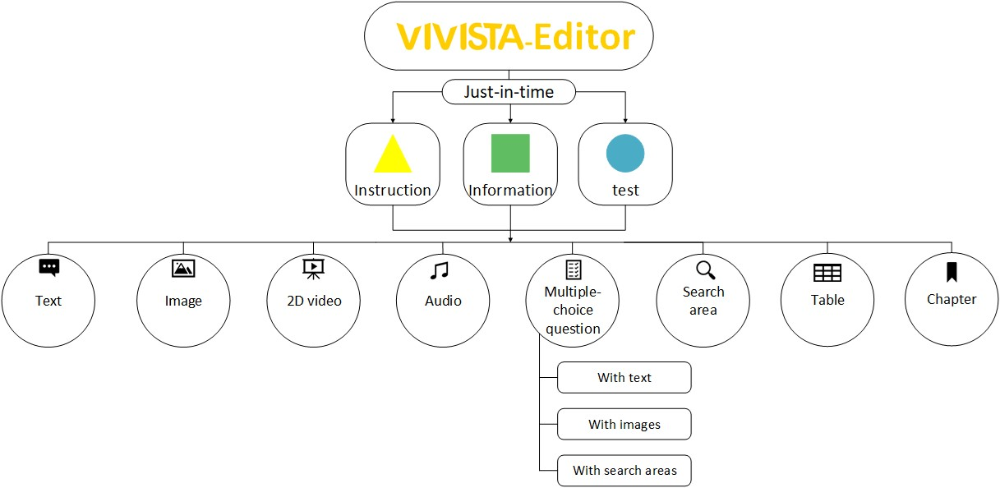 VIVISTA-Editor
Just-in-time
Instruction
Information
test
Text
Image
2D video
Audio
Multiple-
choice
question
Search
area
Table
Chapter
With text
With images
With search areas